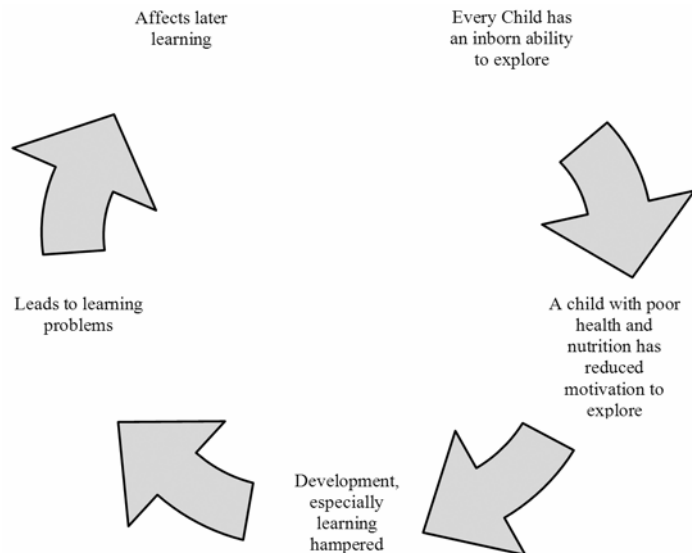 Every Child has
an inborn ability
to explore
A child with poor
health and
nutrition has
reduced
motivation to
explore
Development,
especially
learning
hampered
Leads to learning
problems
Affects later
learning